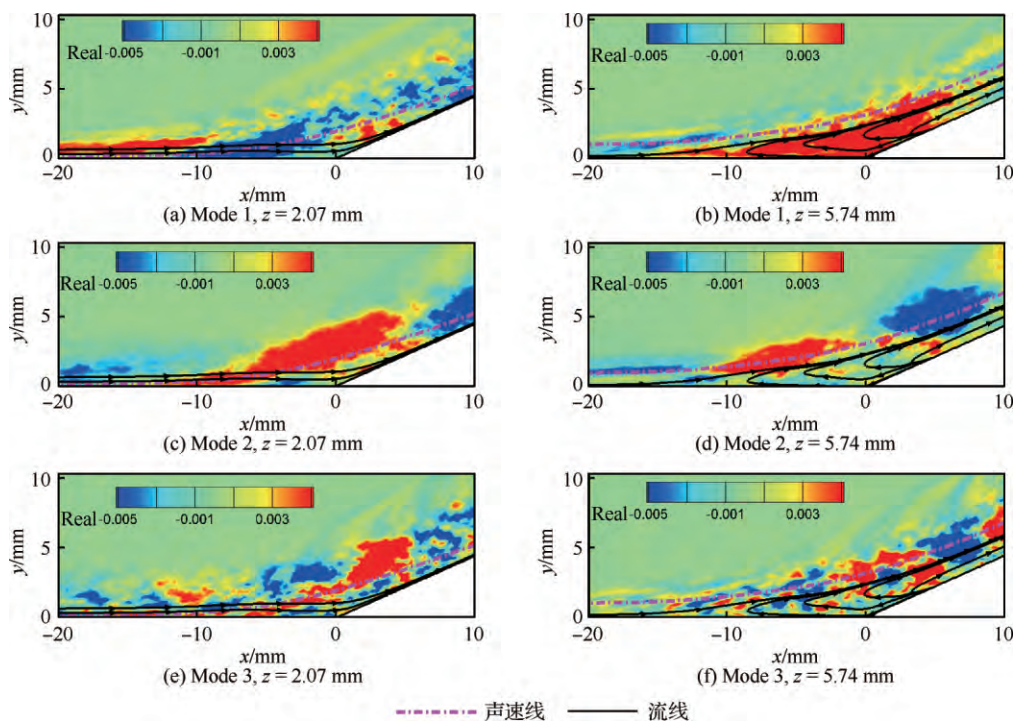 10
5
0
y/mm
Real
-0.005 -0.001 0.003
−20 −10 0 10
x/mm
(a) Mode 1, z = 2.07 mm
10
5
0
y/mm
Real
-0.005 -0.001 0.003
−20 −10 0 10
x/mm
(b) Mode 1, z = 5.74 mm
10
5
0
y/mm
Real
-0.005 -0.001 0.003
−20 −10 0 10
x/mm
(c) Mode 2, z = 2.07 mm
10
5
0
y/mm
Real
-0.005 -0.001 0.003
−20 −10 0 10
x/mm
(d) Mode 2, z = 5.74 mm
10
5
0
y/mm
Real
-0.005 -0.001 0.003
−20 −10 0 10
x/mm
(e) Mode 3, z = 2.07 mm
10
5
0
y/mm
Real
-0.005 -0.001 0.003
−20 −10 0 10
x/mm
(f) Mode 3, z = 5.74 mm
声速线 流线